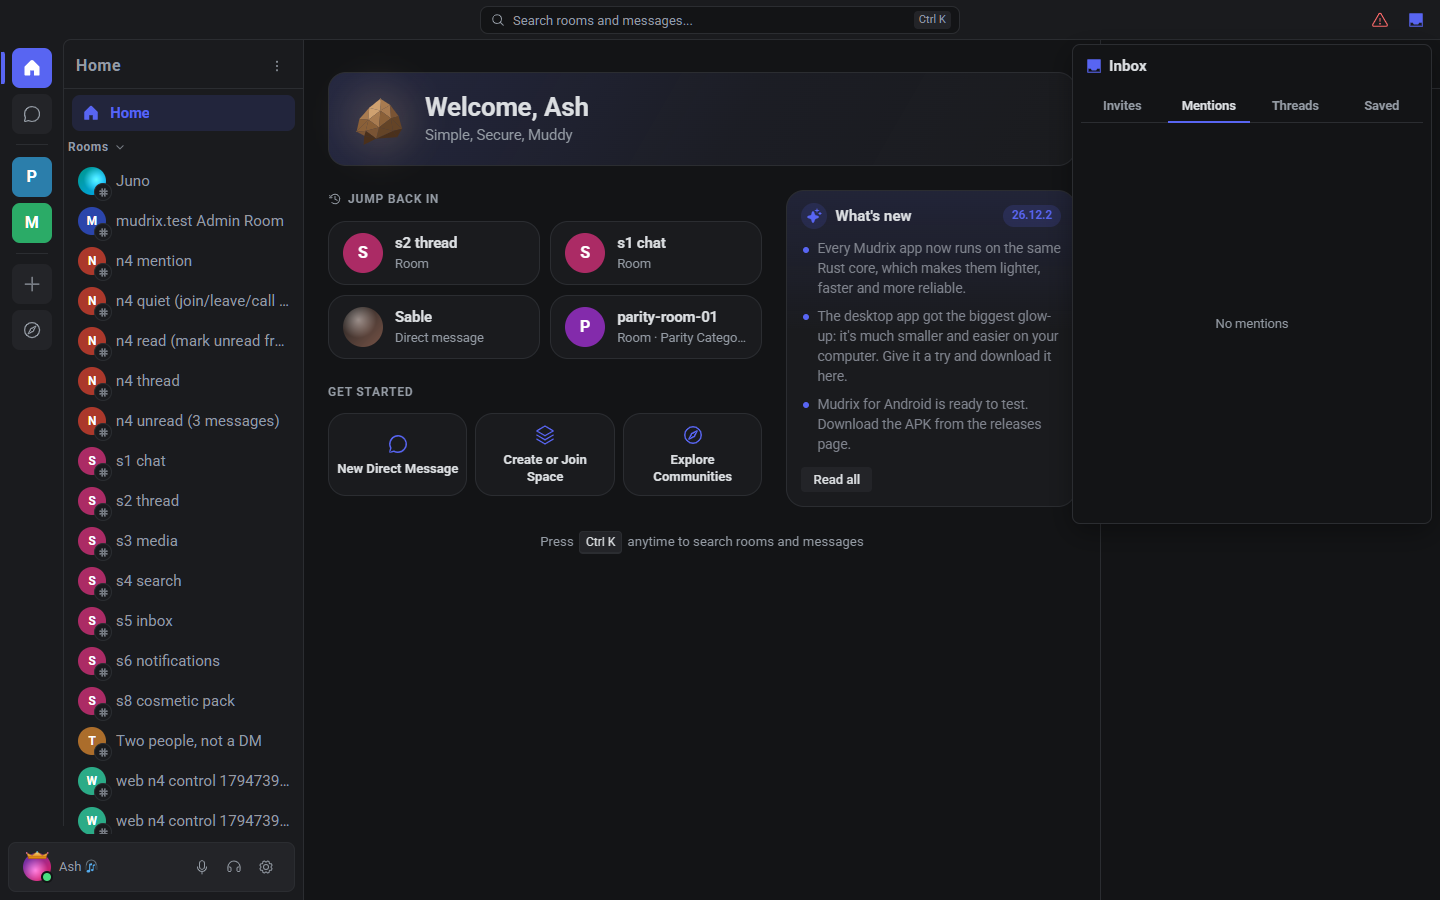 Search rooms and messages...
Ctrl K
Home
Home
Rooms
P
M
Juno
M
mudrix.test Admin Room
N
n4 mention
N
n4 quiet (join/leave/call ...
N
n4 read (mark unread fr...
N
n4 thread
N
n4 unread (3 messages)
S
s1 chat
S
s2 thread
S
s3 media
S
s4 search
S
s5 inbox
S
s6 notifications
S
s8 cosmetic pack
T
Two people, not a DM
W
web n4 control 1794739...
W
web n4 control 1794739...
Ash
Welcome, Ash
Simple, Secure, Muddy
JUMP BACK IN
S
s2 thread
Room
S
s1 chat
Room
Sable
Direct message
P
parity-room-01
Room · Parity Catego...
GET STARTED
New Direct Message
Create or Join
Space
Explore
Communities
Press Ctrl K anytime to search rooms and messages
What's new
26.12.2
Every Mudrix app now runs on the same
Rust core, which makes them lighter,
faster and more reliable.
The desktop app got the biggest glow-
up: it's much smaller and easier on your
computer. Give it a try and download it
here.
Mudrix for Android is ready to test.
Download the APK from the releases
page.
Read all
Inbox
Invites
Mentions
Threads
Saved
No mentions